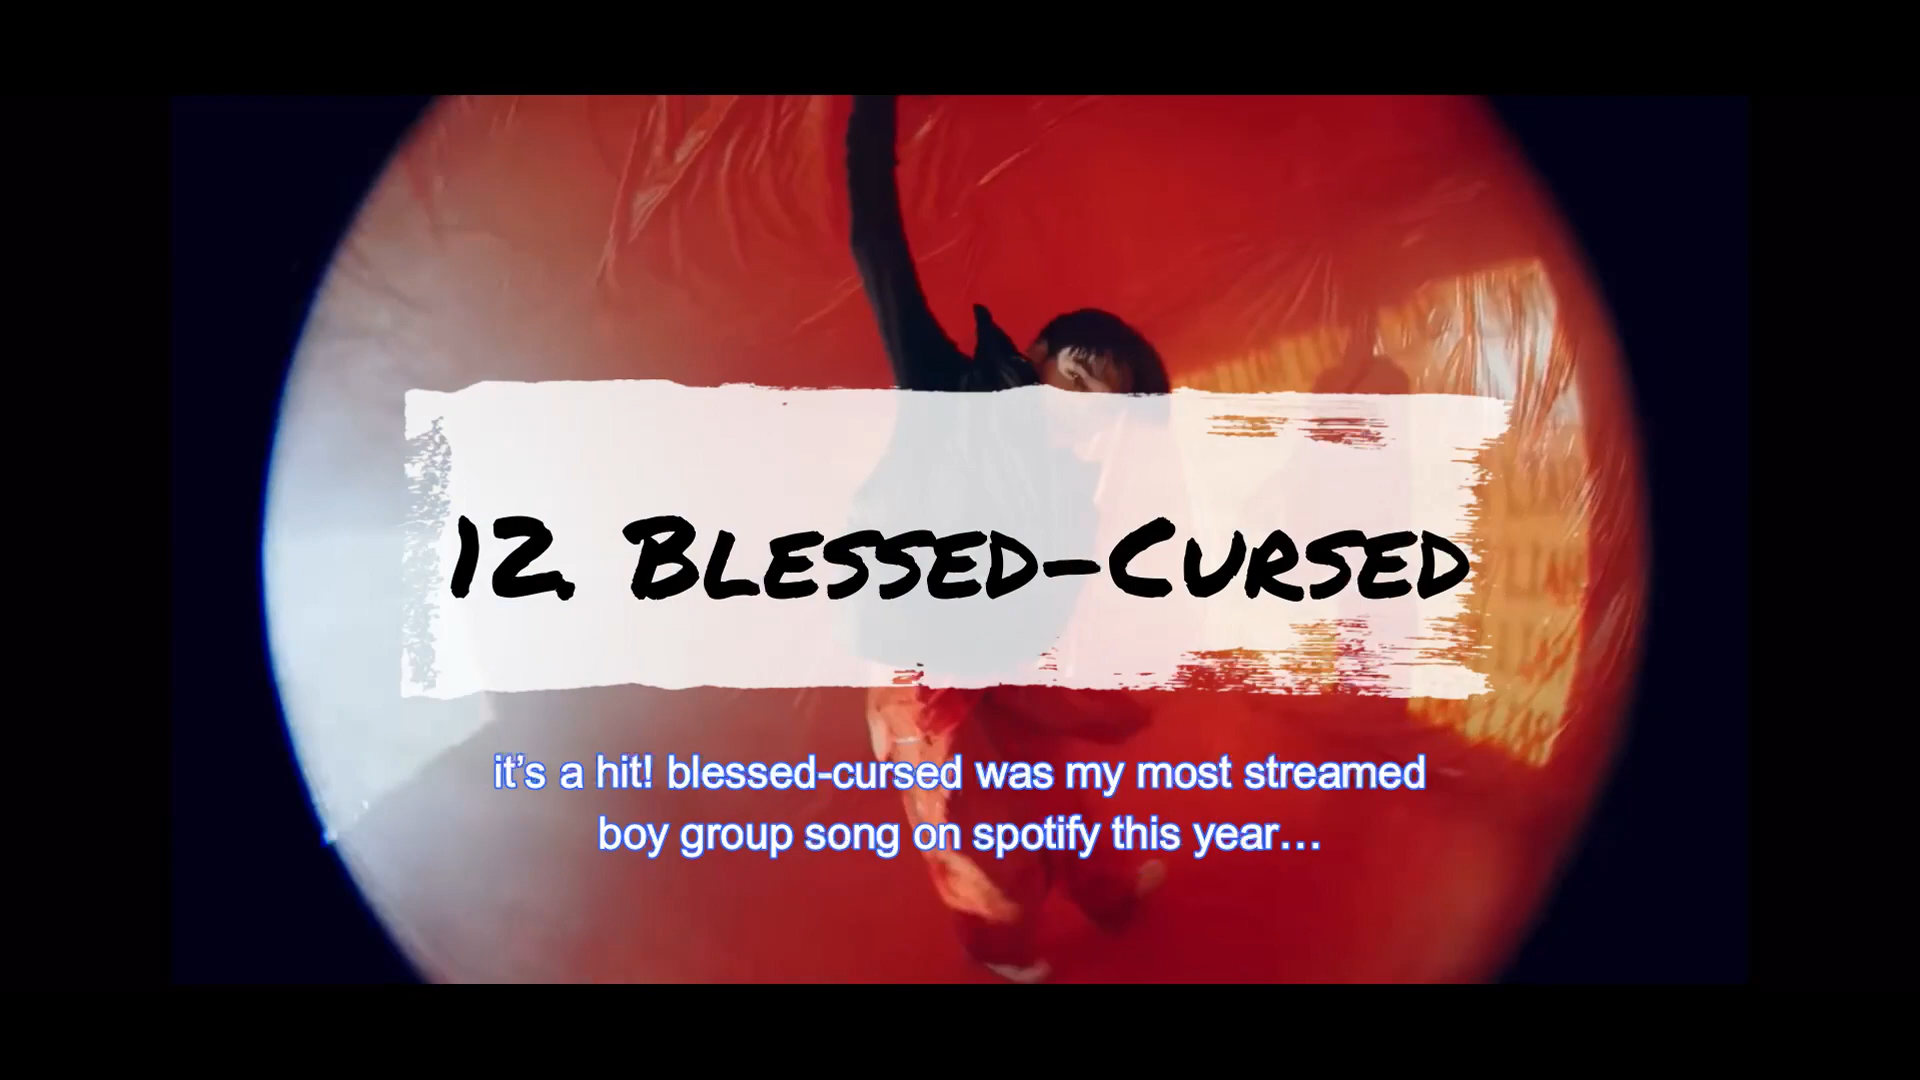 12. Blessed-Cursed
it’s a hit! blessed-cursed was my most streamed
boy group song on spotify this year…